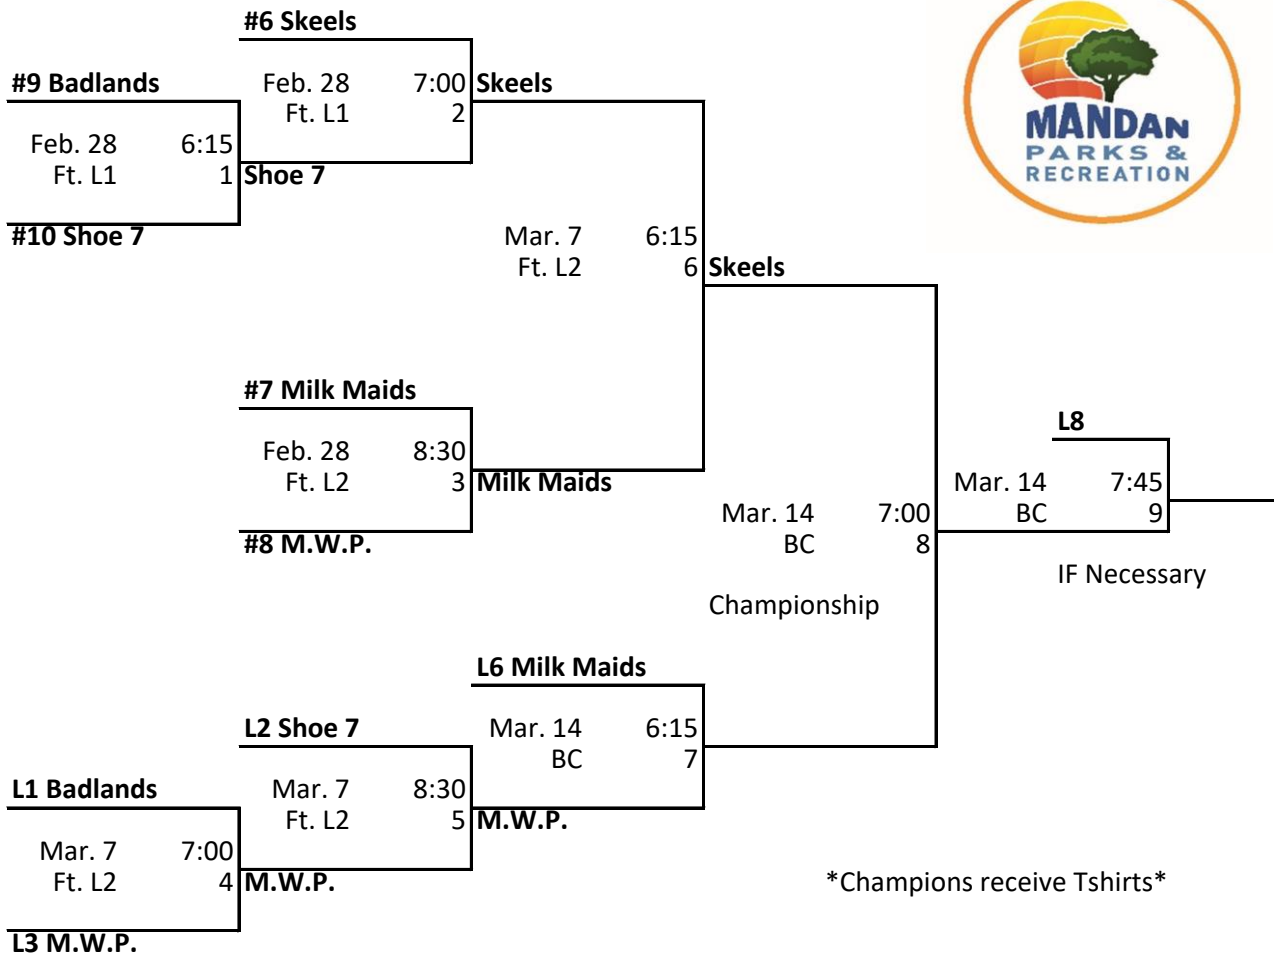 #6 Skeels
#9 Badlands
Feb. 28 7:00
Ft. L1 2
Skeels
Feb. 28 6:15
Ft. L1 1
Shoe 7
#10 Shoe 7
MANDAN
PARKS &
RECREATION
Mar. 7 6:15
Ft. L2 6
Skeels
#7 Milk Maids
Feb. 28 8:30
Ft. L2 3
Milk Maids
#8 M.W.P.
L8
Mar. 14 7:45
BC 9
IF Necessary
Mar. 14 7:00
BC 8
Championship
L6 Milk Maids
L2 Shoe 7
Mar. 14 6:15
BC 7
L1 Badlands
Mar. 7 8:30
Ft. L2 5
M.W.P.
Mar. 7 7:00
Ft. L2 4
M.W.P.
*Champions receive Tshirts*
L3 M.W.P.